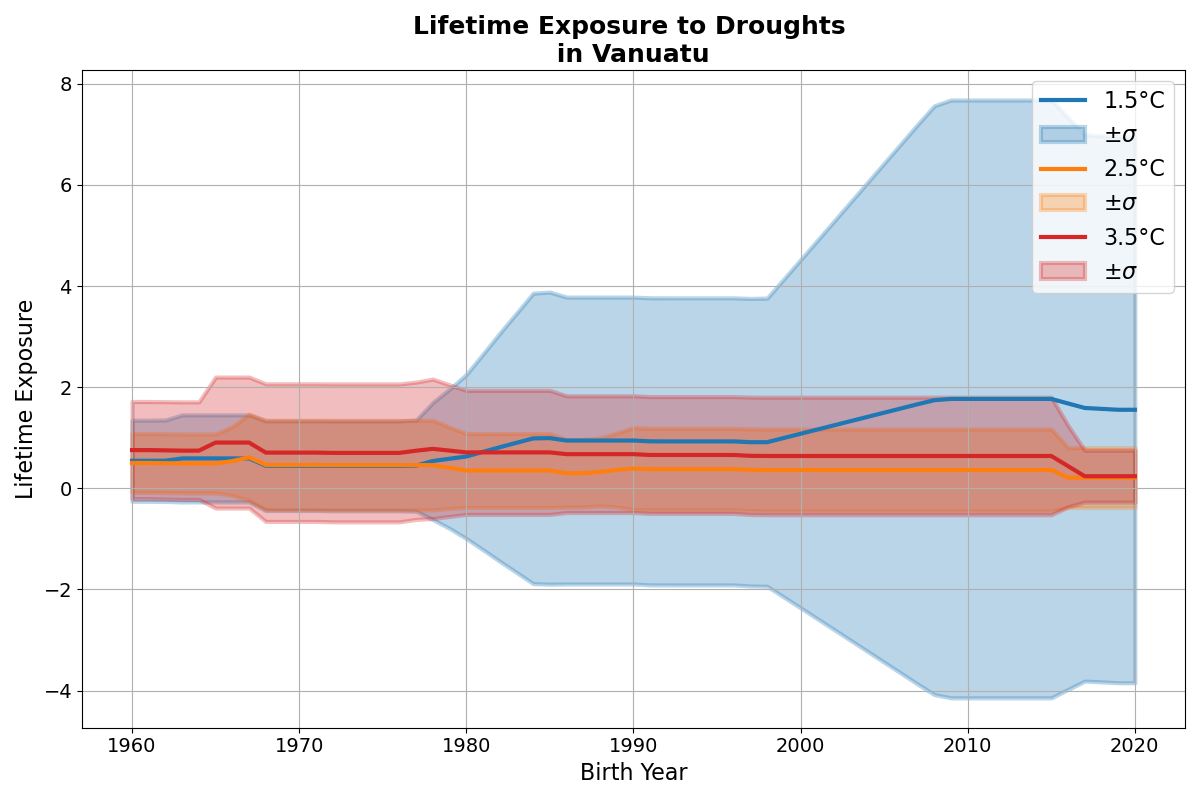 Lifetime Exposure to Droughts
in Vanuatu
8
6
4
2
0
−2
−4
Lifetime Exposure
1960
1970
1980
1990
2000
2010
2020
Birth Year
1.5°C
±σ
2.5°C
±σ
3.5°C
±σ